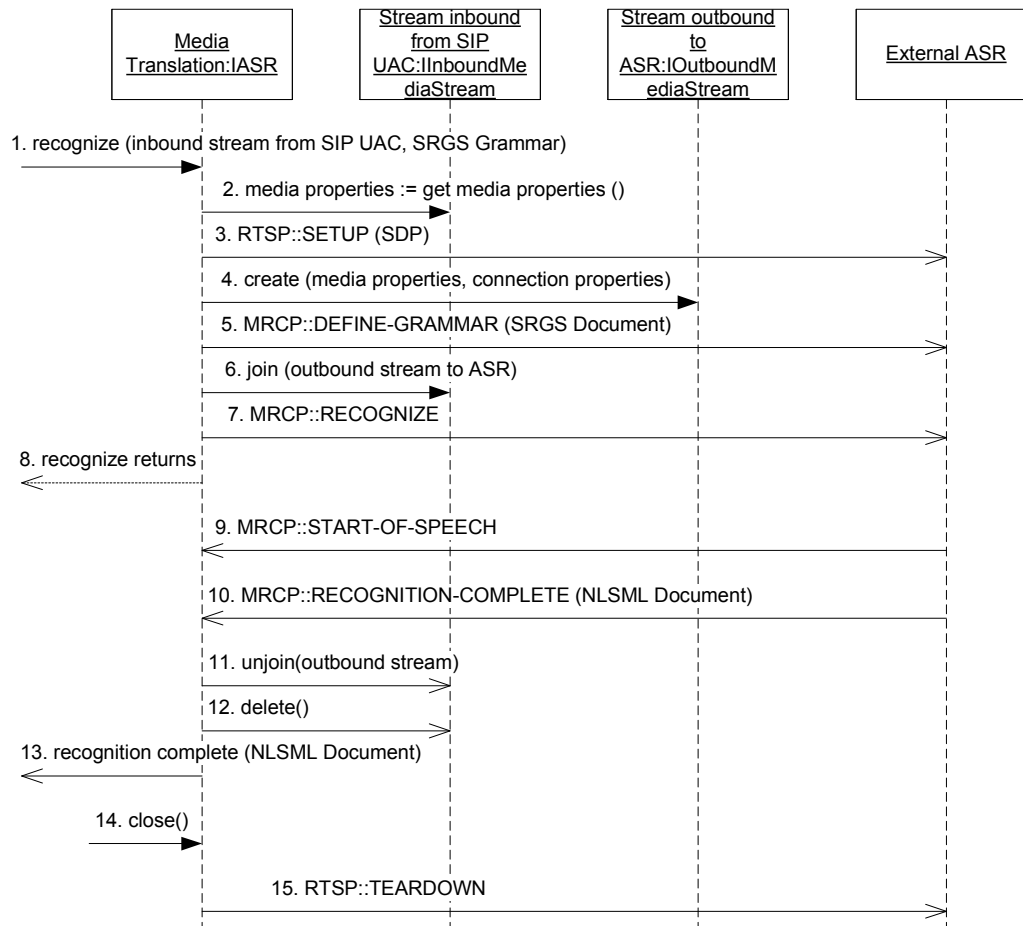 Media
Translation:IASR
Stream inbound
from SIP
UAC:IInboundMe
diaStream
Stream outbound
to
ASR:IOutboundM
ediaStream
External ASR
1. recognize (inbound stream from SIP UAC, SRGS Grammar)
2. media properties := get media properties ()
3. RTSP::SETUP (SDP)
4. create (media properties, connection properties)
5. MRCP::DEFINE-GRAMMAR (SRGS Document)
6. join (outbound stream to ASR)
7. MRCP::RECOGNIZE
8. recognize returns
9. MRCP::START-OF-SPEECH
10. MRCP::RECOGNITION-COMPLETE (NLSML Document)
11. unjoin(outbound stream)
12. delete()
13. recognition complete (NLSML Document)
14. close()
15. RTSP::TEARDOWN